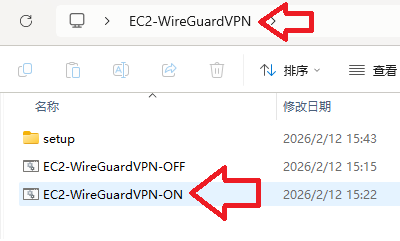 EC2-WireGuardVPN
排序 查看
名称 修改日期
setup 2026/2/12 15:43
EC2-WireGuardVPN-OFF 2026/2/12 15:15
EC2-WireGuardVPN-ON 2026/2/12 15:22